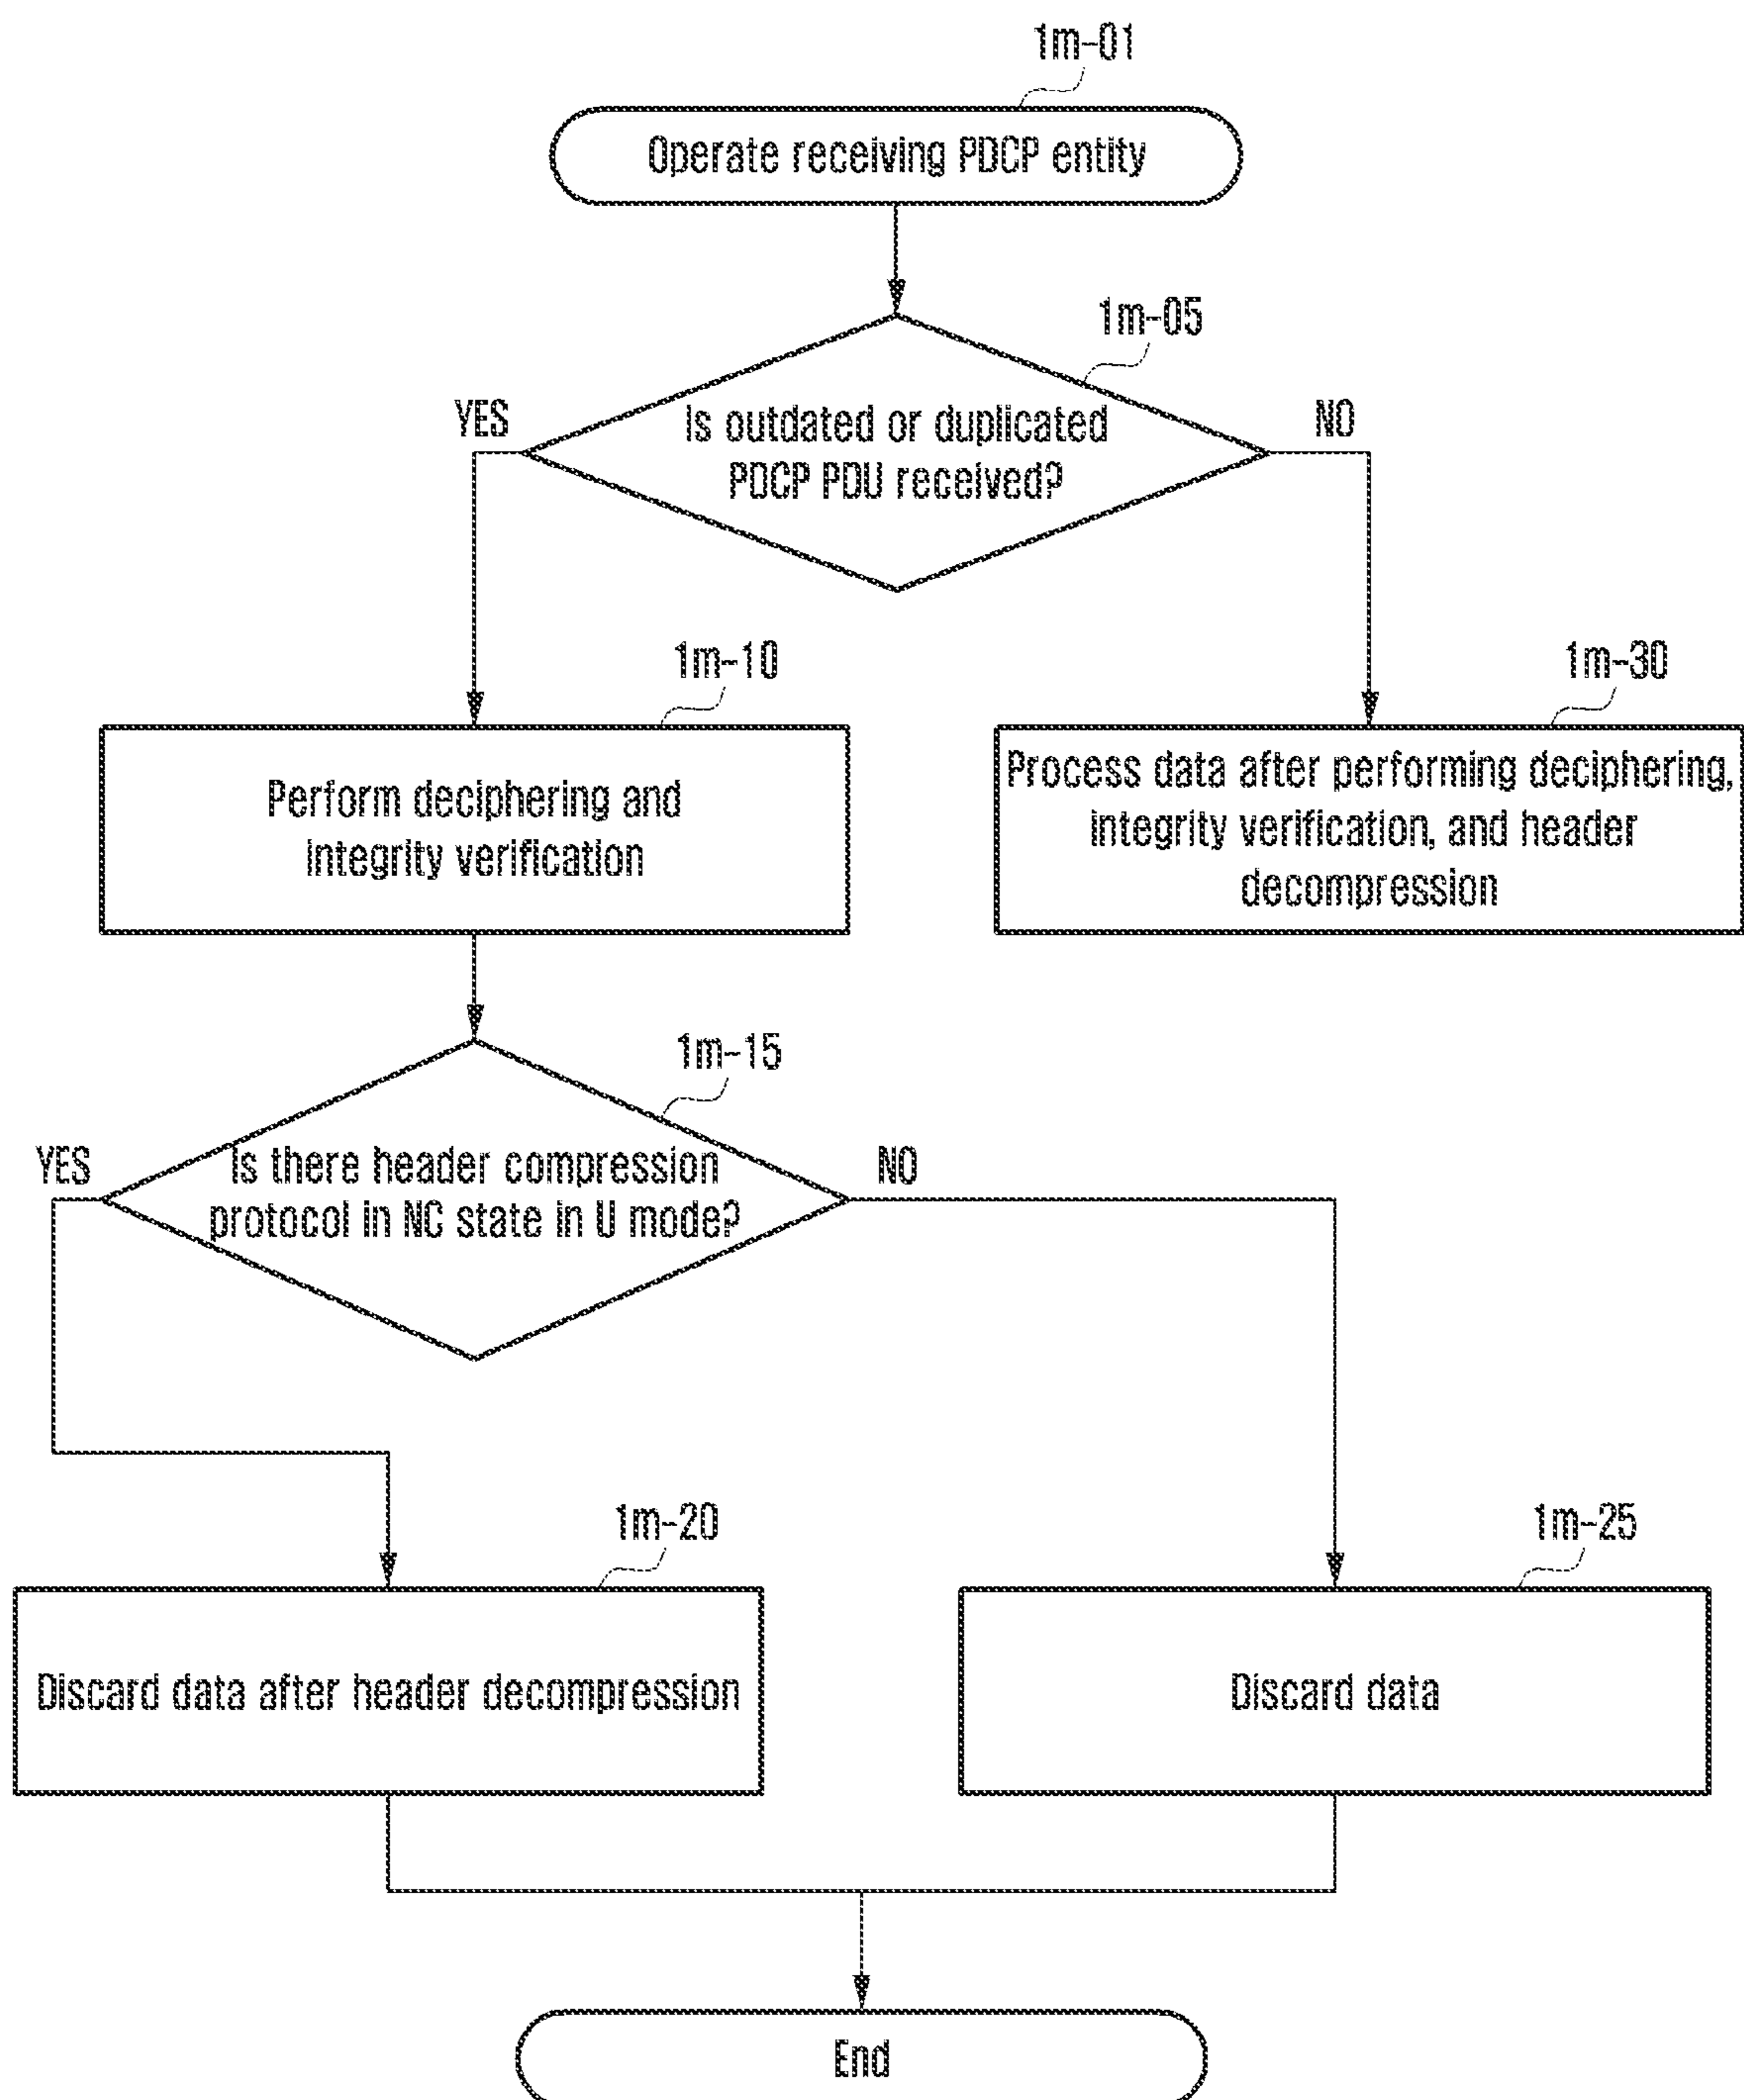 1m-01
Operate receiving PDCP entity
1m-05
YES
Is outdated or duplicated
PDCP PDU received?
NO
1m-10
1m-30
Perform deciphering and
integrity verification
Process data after performing deciphering,
integrity verification, and header
decompression
1m-15
YES
Is there header compression
protocol in NC state in U mode?
NO
1m-20
1m-25
Discard data after header decompression
Discard data
End